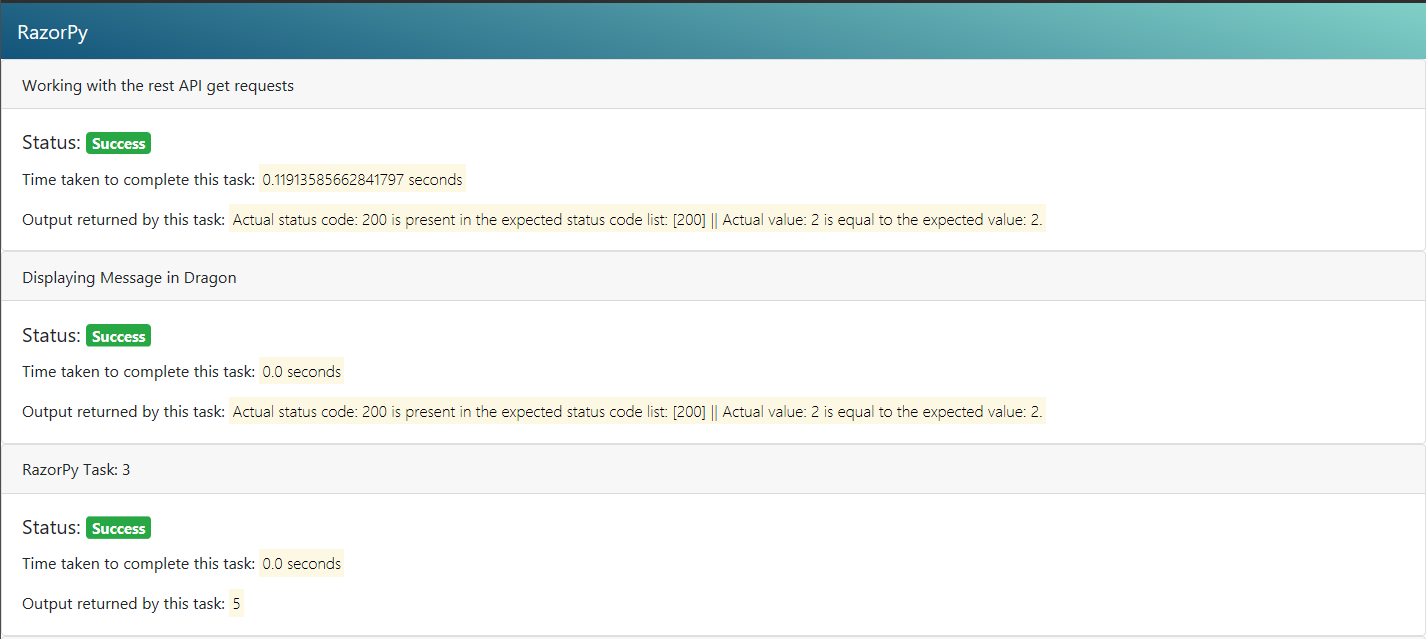 RazorPy
Working with the rest API get requests
Status: Success
Time taken to complete this task: 0.11913585662841797 seconds
Output returned by this task: Actual status code: 200 is present in the expected status code list: [200] || Actual value: 2 is equal to the expected value: 2.
Displaying Message in Dragon
Status: Success
Time taken to complete this task: 0.0 seconds
Output returned by this task: Actual status code: 200 is present in the expected status code list: [200] || Actual value: 2 is equal to the expected value: 2.
RazorPy Task: 3
Status: Success
Time taken to complete this task: 0.0 seconds
Output returned by this task: 5